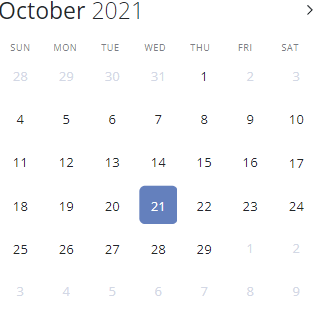 October 2021
SUN MON TUE WED THU FRI SAT
28 29 30 31 1 2 3
4 5 6 7 8 9 10
11 12 13 14 15 16 17
18 19 20 21 22 23 24
25 26 27 28 29 1 2
3 4 5 6 7 8 9